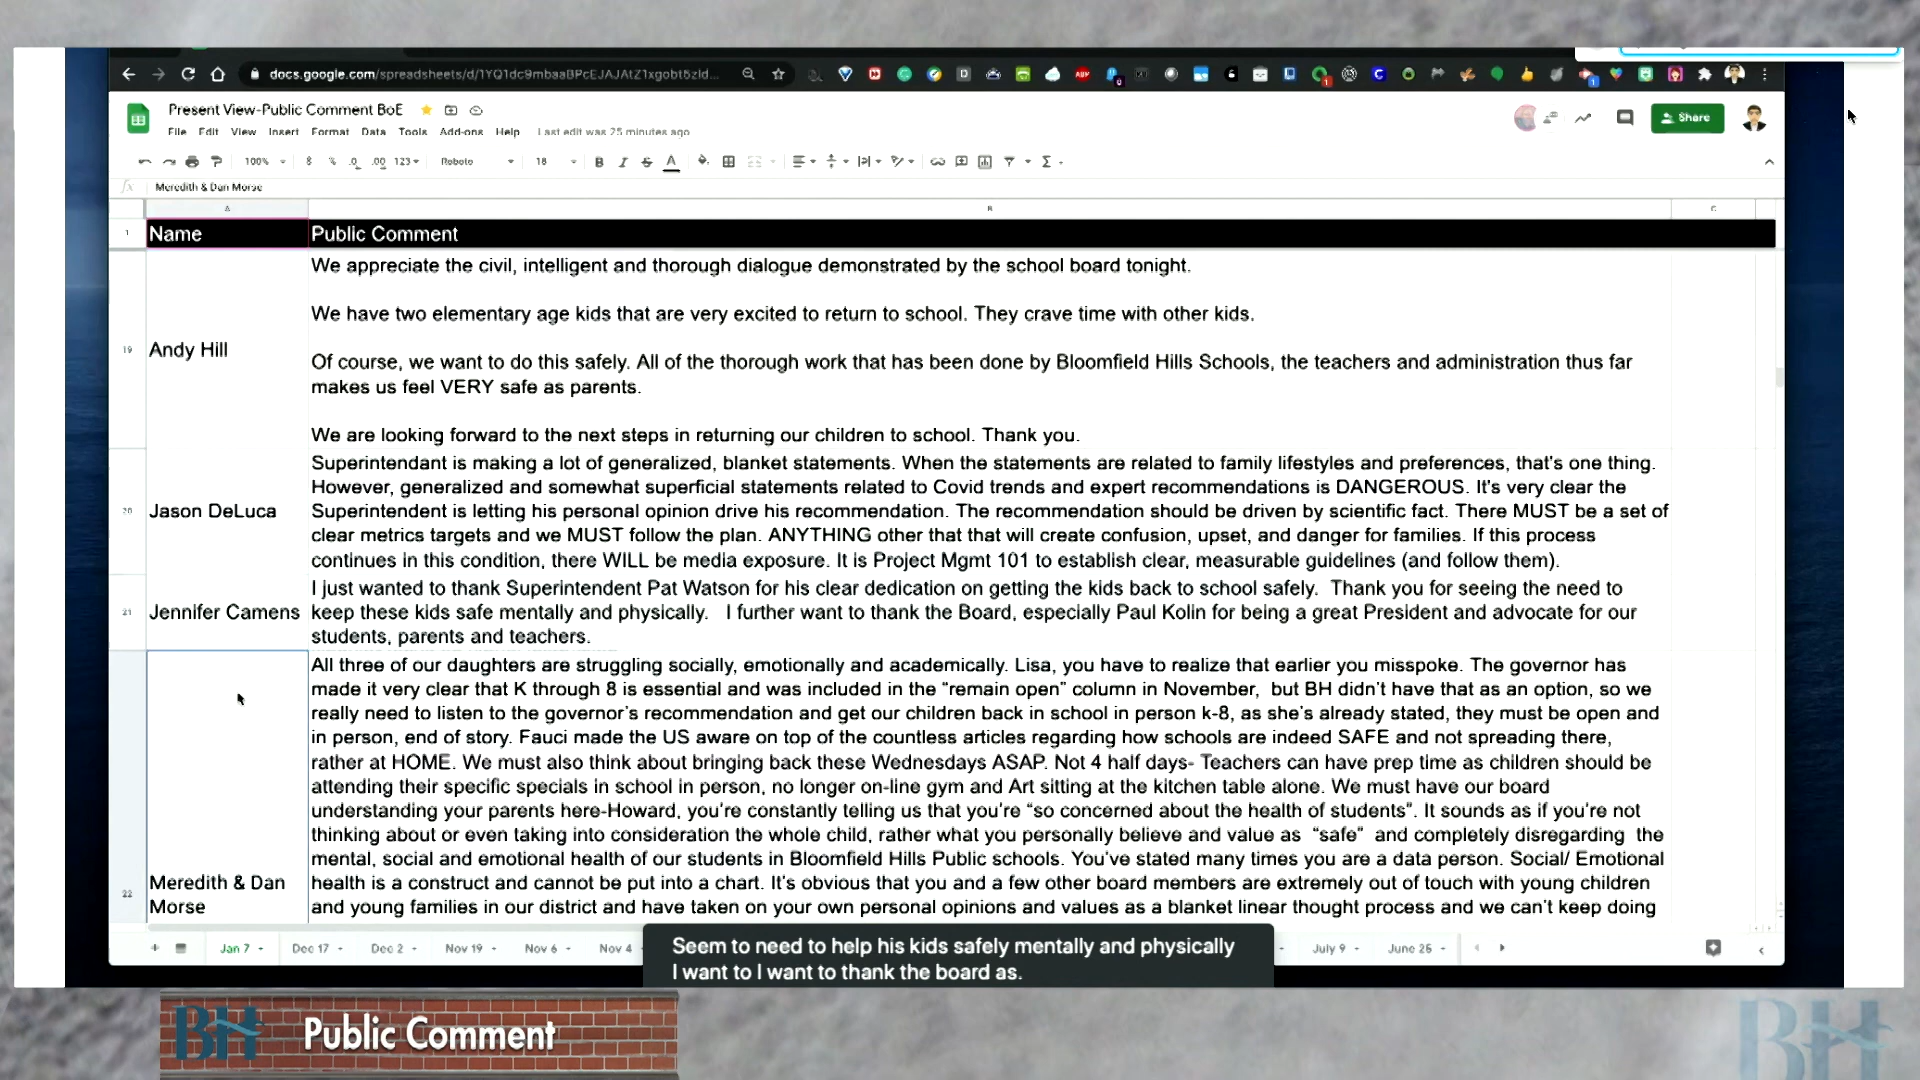 docs.google.com/spreadsheets/d/1YQ1dc9mbaaBPcEJAJAtZ1xgobt5zld...
Present View-Public Comment BoE
File Edit View Insert Format Data Tools Add-ons Help Last edit was 25 minutes ago
Share
100% $ % .0 .00 123 Roboto 18 B I S A
fx Meredith & Dan Morse
A B C
1 Name Public Comment
We appreciate the civil, intelligent and thorough dialogue demonstrated by the school board tonight.
We have two elementary age kids that are very excited to return to school. They crave time with other kids.
19 Andy Hill
Of course, we want to do this safely. All of the thorough work that has been done by Bloomfield Hills Schools, the teachers and administration thus far
makes us feel VERY safe as parents.
We are looking forward to the next steps in returning our children to school. Thank you.
Superintendant is making a lot of generalized, blanket statements. When the statements are related to family lifestyles and preferences, that's one thing.
However, generalized and somewhat superficial statements related to Covid trends and expert recommendations is DANGEROUS. It's very clear the
20 Jason DeLuca Superintendent is letting his personal opinion drive his recommendation. The recommendation should be driven by scientific fact. There MUST be a set of
clear metrics targets and we MUST follow the plan. ANYTHING other that that will create confusion, upset, and danger for families. If this process
continues in this condition, there WILL be media exposure. It is Project Mgmt 101 to establish clear, measurable guidelines (and follow them).
I just wanted to thank Superintendent Pat Watson for his clear dedication on getting the kids back to school safely. Thank you for seeing the need to
21 Jennifer Camens keep these kids safe mentally and physically. I further want to thank the Board, especially Paul Kolin for being a great President and advocate for our
students, parents and teachers.
All three of our daughters are struggling socially, emotionally and academically. Lisa, you have to realize that earlier you misspoke. The governor has
made it very clear that K through 8 is essential and was included in the “remain open” column in November, but BH didn’t have that as an option, so we
really need to listen to the governor’s recommendation and get our children back in school in person k-8, as she’s already stated, they must be open and
in person, end of story. Fauci made the US aware on top of the countless articles regarding how schools are indeed SAFE and not spreading there,
rather at HOME. We must also think about bringing back these Wednesdays ASAP. Not 4 half days- Teachers can have prep time as children should be
attending their specific specials in school in person, no longer on-line gym and Art sitting at the kitchen table alone. We must have our board
understanding your parents here-Howard, you’re constantly telling us that you’re “so concerned about the health of students”. It sounds as if you’re not
thinking about or even taking into consideration the whole child, rather what you personally believe and value as “safe” and completely disregarding the
mental, social and emotional health of our students in Bloomfield Hills Public schools. You’ve stated many times you are a data person. Social/ Emotional
Meredith & Dan health is a construct and cannot be put into a chart. It’s obvious that you and a few other board members are extremely out of touch with young children
22 Morse and young families in our district and have taken on your own personal opinions and values as a blanket linear thought process and we can’t keep doing
Jan 7 Dec 17 Dec 2 Nov 19 Nov 6 Nov 4 July 9 June 25
Seem to need to help his kids safely mentally and physically
I want to I want to thank the board as.
BH Public Comment
BH